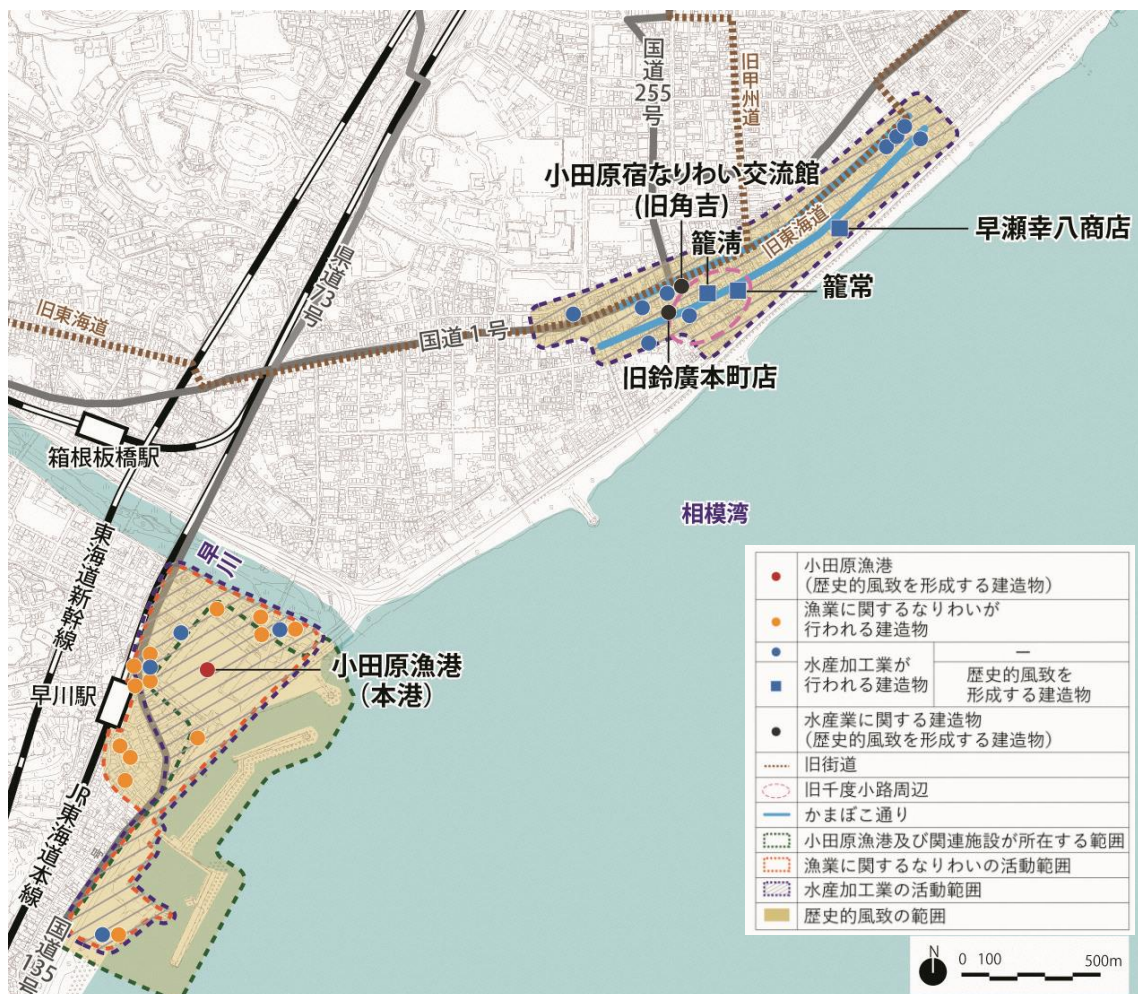 国道
255号
旧甲州道
小田原宿なりわい交流館
(旧角吉)
籠淸
旧東海道
早瀬幸八商店
籠常
県道73号
旧東海道
国道1号
旧鈴廣本町店
箱根板橋駅
相模湾
東海道新幹線
早川
小田原漁港
(本港)
早川駅
JR東海道本線
国道
135号
小田原漁港
(歴史的風致を形成する建造物)
漁業に関するなりわいが
行われる建造物
水産加工業が
行われる建造物
ー
歴史的風致を
形成する建造物
水産業に関する建造物
(歴史的風致を形成する建造物)
旧街道
旧千度小路周辺
かまぼこ通り
小田原漁港及び関連施設が所在する範囲
漁業に関するなりわいの活動範囲
水産加工業の活動範囲
歴史的風致の範囲
N
0 100 500m